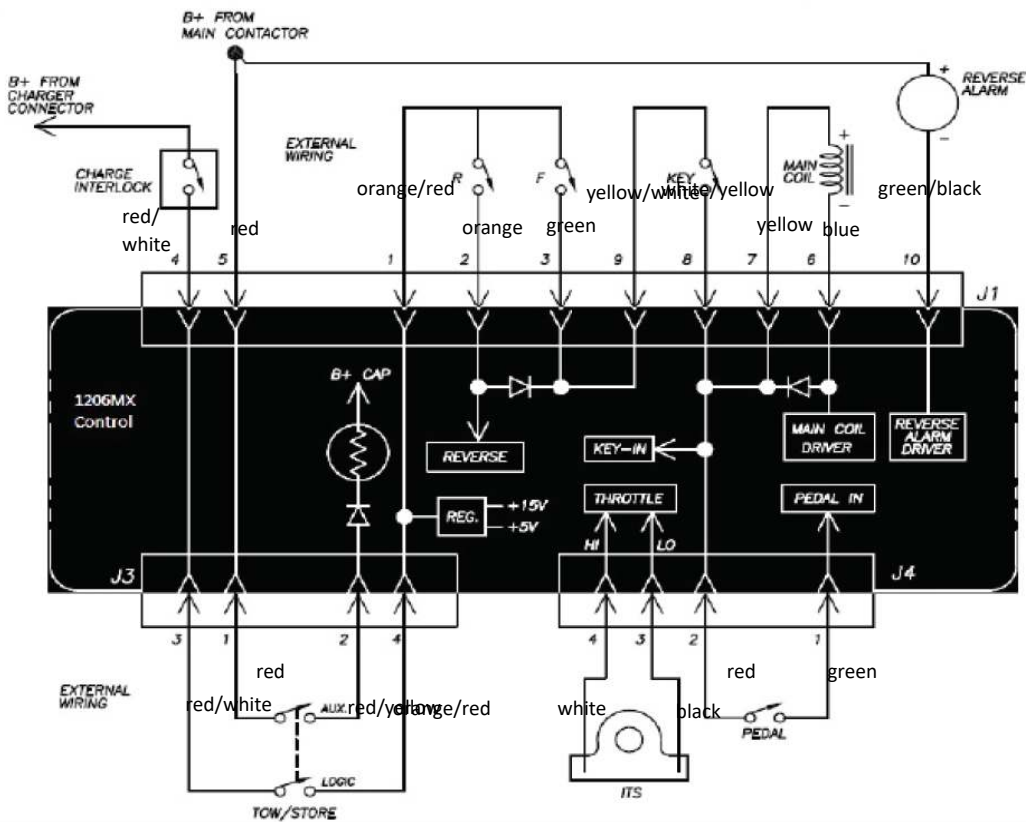 B+ FROM
MAIN CONTACTOR
B+ FROM
CHARGER
CONNECTOR
+
REVERSE
ALARM
-
EXTERNAL
WIRING
CHARGE
INTERLOCK
orange/red
R
F
yellow/white
KEY
white/yellow
MAIN
COIL
+
-
green/black
red/
white
red
orange
green
yellow
blue
4
5
1
2
3
9
8
7
6
10
J1
1206MX
Control
B+ CAP
REVERSE
KEY-IN
MAIN COIL
DRIVER
REVERSE
ALARM
DRIVER
REG.
+15V
+5V
THROTTLE
PEDAL IN
HI
LO
J3
J4
3
1
2
4
4
3
2
1
EXTERNAL
WIRING
red/white
red
AUX.
red/yellow
orange/red
white
black
red
green
PEDAL
LOGIC
TOW/STORE
ITS